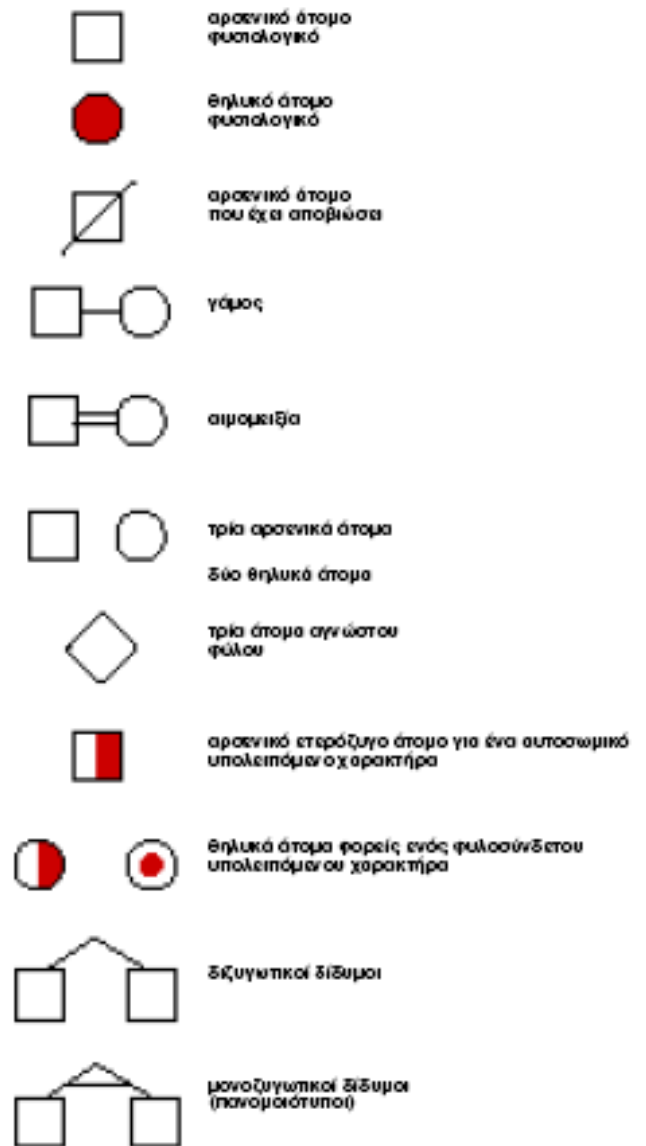 αρσενικό άτομο
φυσιολογικό
θηλυκό άτομο
φυσιολογικό
αρσενικό άτομο
που έχει αποβιώσει
γάμος
αιμομειξία
τρία αρσενικά άτομα
δύο θηλυκά άτομα
τρία άτομα αγνώστου
φύλου
αρσενικό ετερόζυγο άτομο για ένα αυτοσωμικό
υπολειπόμενο χαρακτήρα
θηλυκά άτομα φορείς ενός φυλοσύνδετου
υπολειπόμενου χαρακτήρα
διζυγωτικοί δίδυμοι
μονοζυγωτικοί δίδυμοι
(πανομοιότυποι)